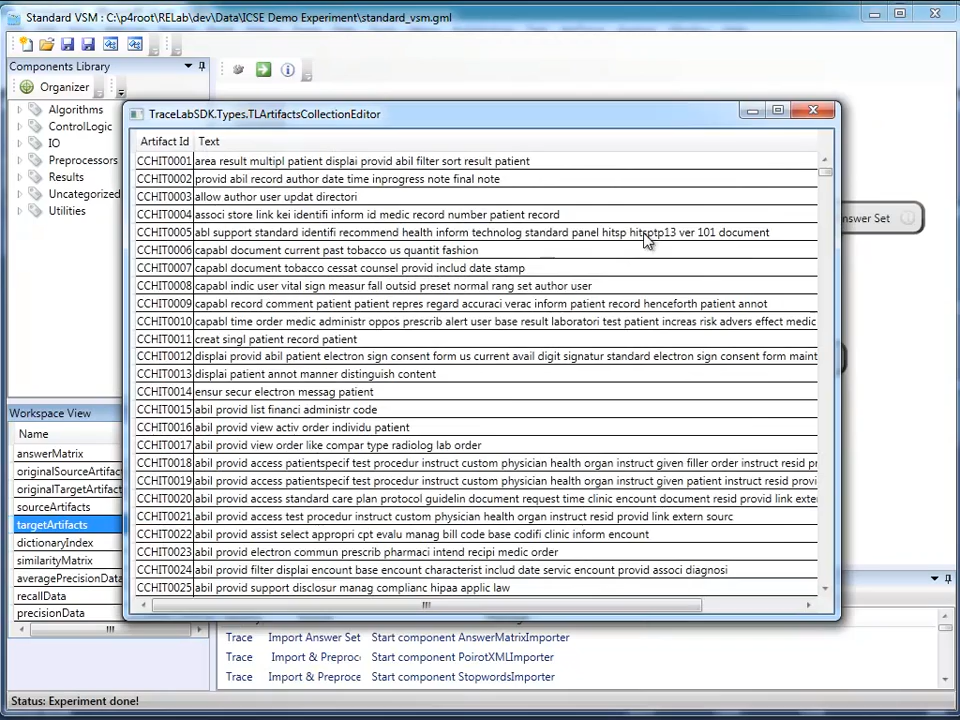 Standard VSM : C:\p4root\RELab\dev\Data\ICSE Demo Experiment\standard_vsm.gml
Components Library
Organizer
Algorithms
ControlLogic
IO
Preprocessors
Results
Uncategorized
Utilities
Workspace View
Name
answerMatrix
originalSourceArtifac
originalTargetArtifact
sourceArtifacts
targetArtifacts
dictionaryIndex
similarityMatrix
averagePrecisionData
recallData
precisionData
TraceLabSDK.Types.TLArtifactsCollectionEditor
Artifact Id Text
CCHIT0001 area result multipl patient displai provid abil filter sort result patient
CCHIT0002 provid abil record author date time inprogress note final note
CCHIT0003 allow author user updat directori
CCHIT0004 associ store link kei identifi inform id medic record number patient record
CCHIT0005 abl support standard identifi recommend health inform technolog standard panel hitsp ver 101 document
CCHIT0006 capabl document current past tobacco us quantit fashion
CCHIT0007 capabl document tobacco cessat counsel provid includ date stamp
CCHIT0008 capabl indic user vital sign measur fall outsid preset normal rang set author user
CCHIT0009 capabl record comment patient patient repres regard accuraci verac inform patient record henceforth patient annot
CCHIT0010 capabl time order medic administr oppos prescrib alert user base result laboratori test patient increas risk advers effect medic
CCHIT0011 creat singl patient record patient
CCHIT0012 displai provid abil patient electron sign consent form us current avail digit signatur standard electron sign consent form maint
CCHIT0013 displai patient annot manner distinguish content
CCHIT0014 ensur secur electron messag patient
CCHIT0015 abil provid list financi administr code
CCHIT0016 abil provid view activ order individu patient
CCHIT0017 abil provid view order like compar type radiolog lab order
CCHIT0018 abil provid access patientspecif test procedur instruct custom physician health organ instruct given filler order instruct resid pr
CCHIT0019 abil provid access patientspecif test procedur instruct custom physician health organ instruct given patient instruct resid provi
CCHIT0020 abil provid access standard care plan protocol guidelin document request time clinic encount document resid provid link exte
CCHIT0021 abil provid access test procedur instruct custom physician health organ instruct resid provid link extern sourc
CCHIT0022 abil provid assist select appropri cpt evalu manag bill code base codifi clinic inform encount
CCHIT0023 abil provid electron commun prescrib pharmaci intend recipi medic order
CCHIT0024 abil provid filter displai encount base encount characterist includ date servic encount provid associ diagnosi
CCHIT0025 abil provid support disclosur manag complianc hipaa applic law
nswer Set
Trace Import Answer Set Start component AnswerMatrixImporter
Trace Import & Preproc Start component PoirotXMLImporter
Trace Import & Preproce Start component StopwordsImporter
Status: Experiment done!